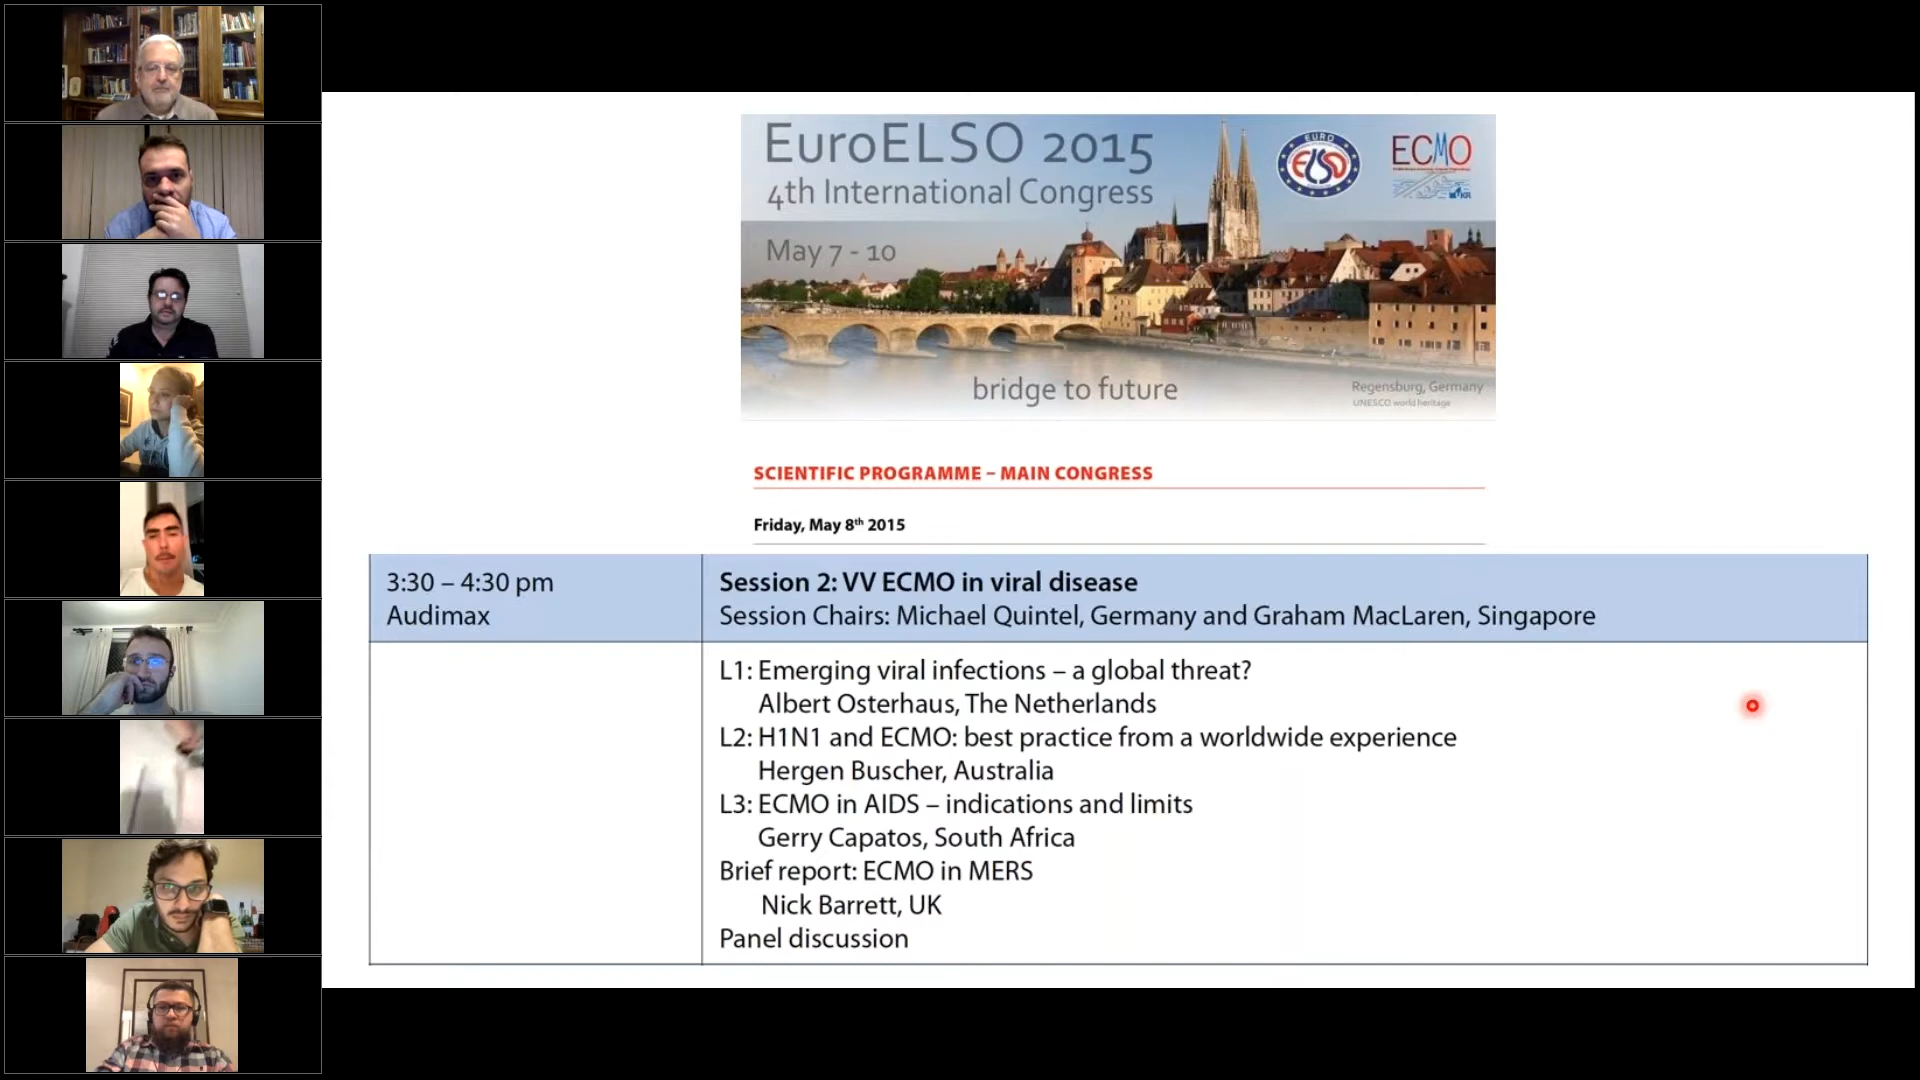 EuroELSO 2015
4th International Congress
May 7 - 10
EURO
ELSO
ECMO
bridge to future
Regensburg, Germany
UNESCO world heritage
SCIENTIFIC PROGRAMME – MAIN CONGRESS
Friday, May 8th 2015
3:30 – 4:30 pm
Audimax
Session 2: VV ECMO in viral disease
Session Chairs: Michael Quintel, Germany and Graham MacLaren, Singapore
L1: Emerging viral infections – a global threat?
Albert Osterhaus, The Netherlands
L2: H1N1 and ECMO: best practice from a worldwide experience
Hergen Buscher, Australia
L3: ECMO in AIDS – indications and limits
Gerry Capatos, South Africa
Brief report: ECMO in MERS
Nick Barrett, UK
Panel discussion